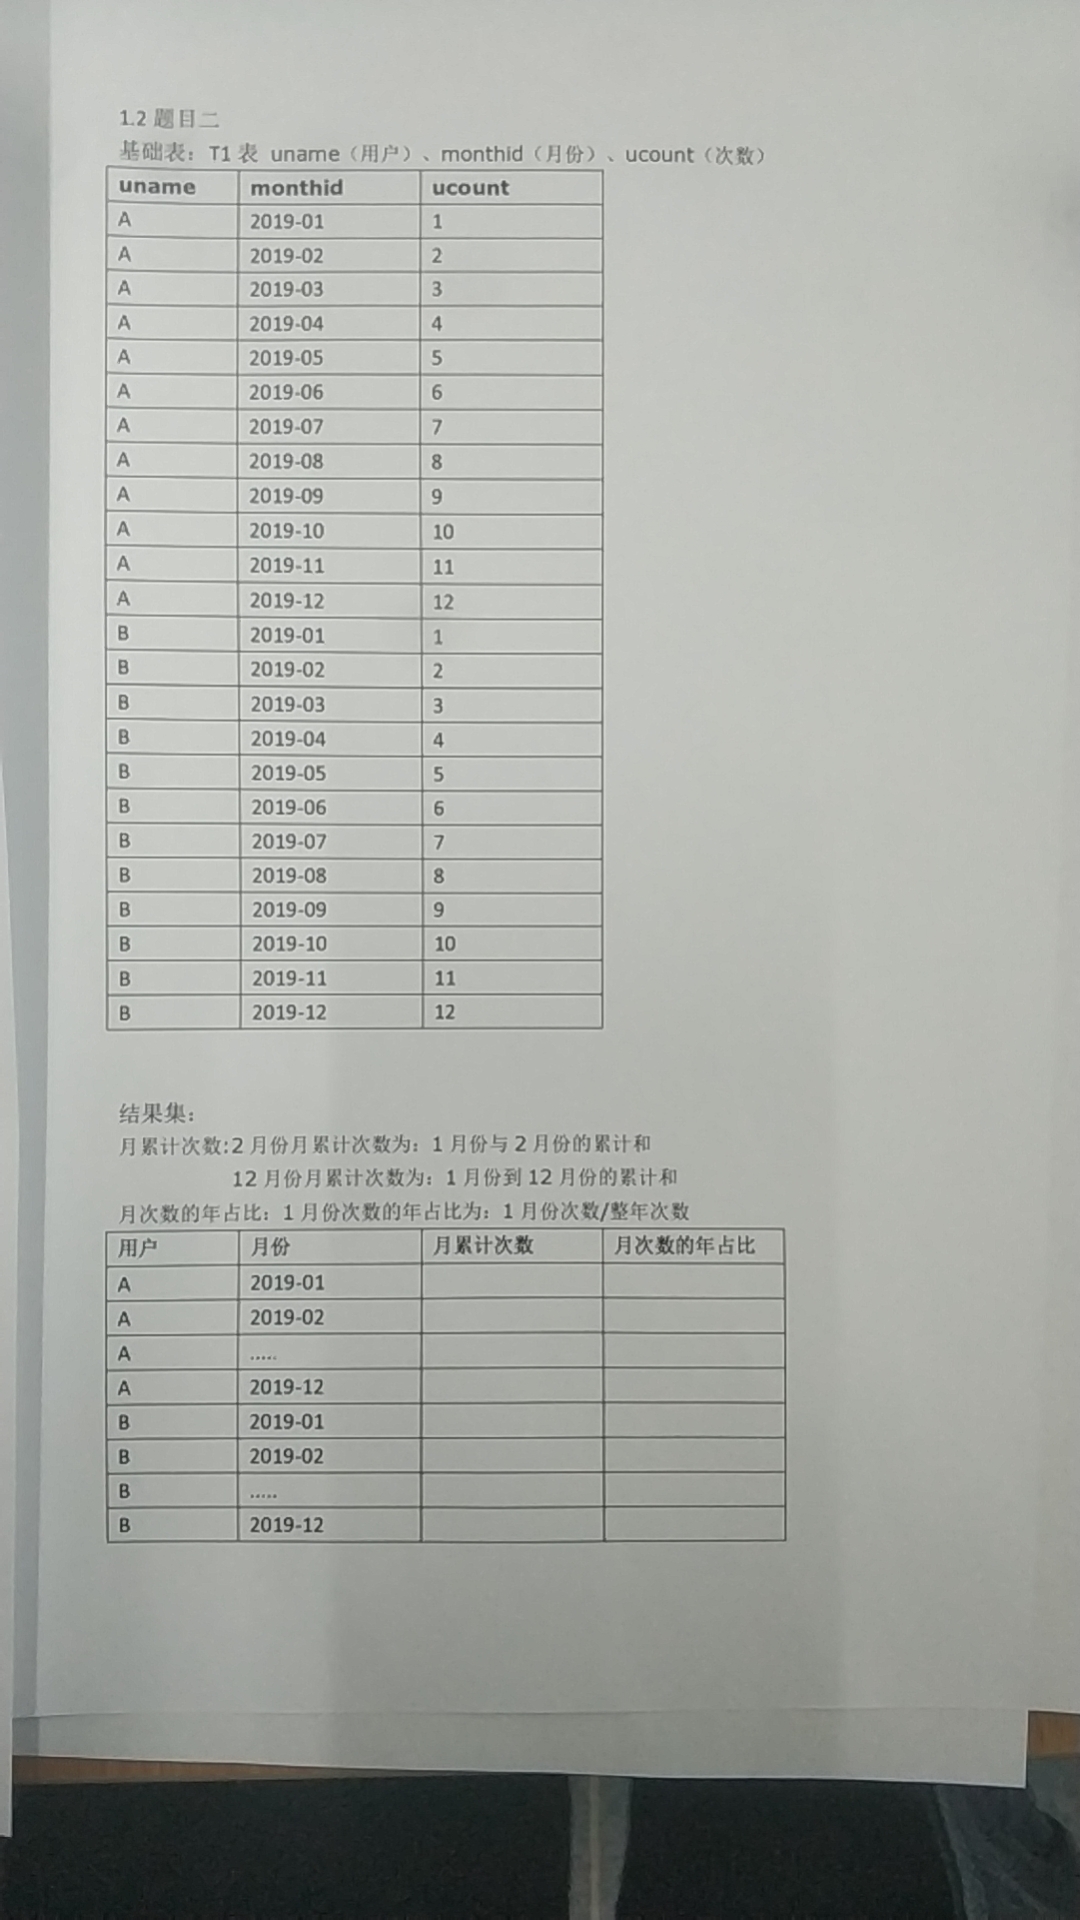 1.2 题目二
基础表：T1 表 uname（用户）、monthid（月份）、ucount（次数）
uname monthid ucount
A 2019-01 1
A 2019-02 2
A 2019-03 3
A 2019-04 4
A 2019-05 5
A 2019-06 6
A 2019-07 7
A 2019-08 8
A 2019-09 9
A 2019-10 10
A 2019-11 11
A 2019-12 12
B 2019-01 1
B 2019-02 2
B 2019-03 3
B 2019-04 4
B 2019-05 5
B 2019-06 6
B 2019-07 7
B 2019-08 8
B 2019-09 9
B 2019-10 10
B 2019-11 11
B 2019-12 12
结果集：
月累计次数:2 月份月累计次数为：1 月份与 2 月份的累计和
12 月份月累计次数为：1 月份到 12 月份的累计和
月次数的年占比：1 月份次数的年占比为：1 月份次数/整年次数
用户 月份 月累计次数 月次数的年占比
A 2019-01
A 2019-02
A .....
A 2019-12
B 2019-01
B 2019-02
B .....
B 2019-12